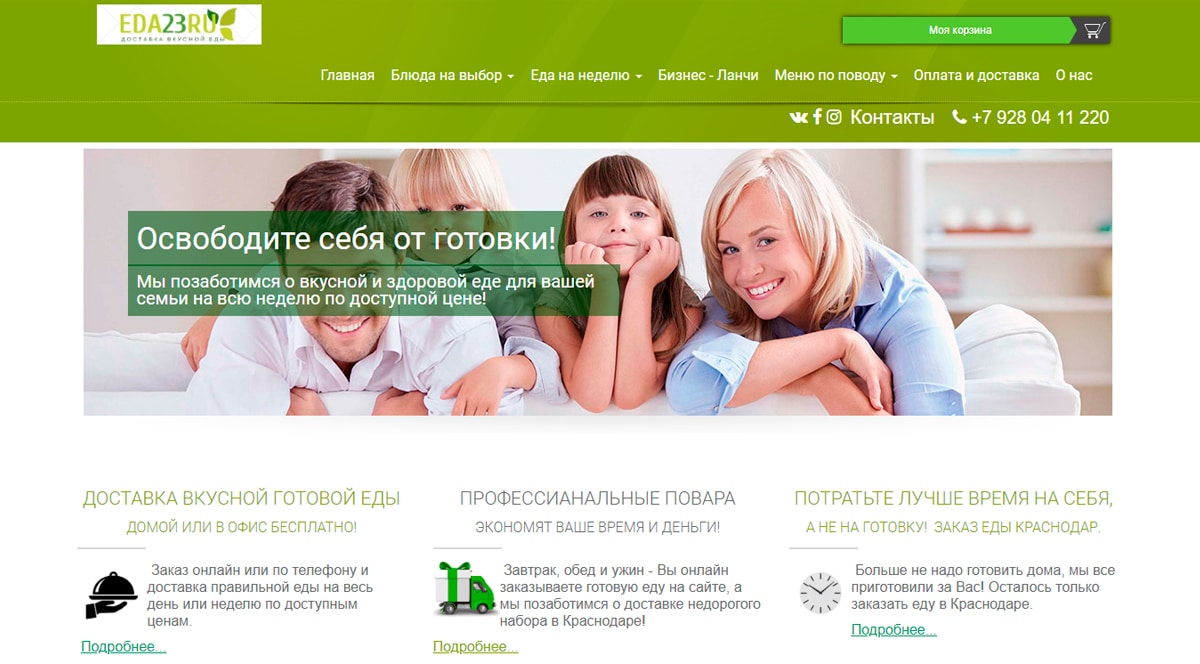 EDA23RU
ДОСТАВКА ВКУСНОЙ ЕДЫ
Моя корзина
Главная Блюда на выбор Еда на неделю Бизнес - Ланчи Меню по поводу Оплата и доставка О нас
Контакты +7 928 04 11 220
Освободите себя от готовки!
Мы позаботимся о вкусной и здоровой еде для вашей
семьи на всю неделю по доступной цене!
ДОСТАВКА ВКУСНОЙ ГОТОВОЙ ЕДЫ
ДОМОЙ ИЛИ В ОФИС БЕСПЛАТНО!
Заказ онлайн или по телефону и
доставка правильной еды на весь
день или неделю по доступным
ценам.
Подробнее...
ПРОФЕССИАНАЛЬНЫЕ ПОВАРА
ЭКОНОМЯТ ВАШЕ ВРЕМЯ И ДЕНЬГИ!
Завтрак, обед и ужин - Вы онлайн
заказываете готовую еду на сайте, а
мы позаботимся о доставке недорогого
набора в Краснодаре!
Подробнее...
ПОТРАТЬТЕ ЛУЧШЕ ВРЕМЯ НА СЕБЯ,
А НЕ НА ГОТОВКУ! ЗАКАЗ ЕДЫ КРАСНОДАР.
Больше не надо готовить дома, мы все
приготовили за Вас! Осталось только
заказать еду в Краснодаре.
Подробнее...